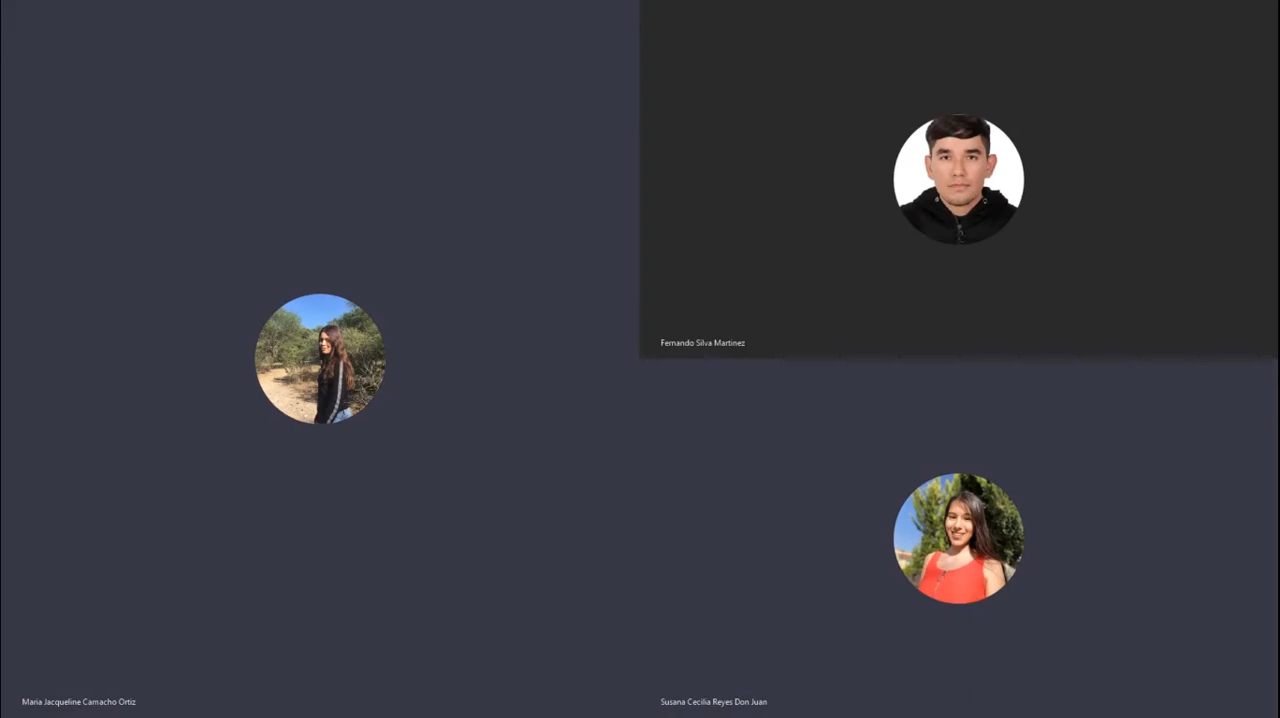 Fernando Silva Martinez
Maria Jacqueline Camacho Ortiz
Susana Cecilia Reyes Don Juan